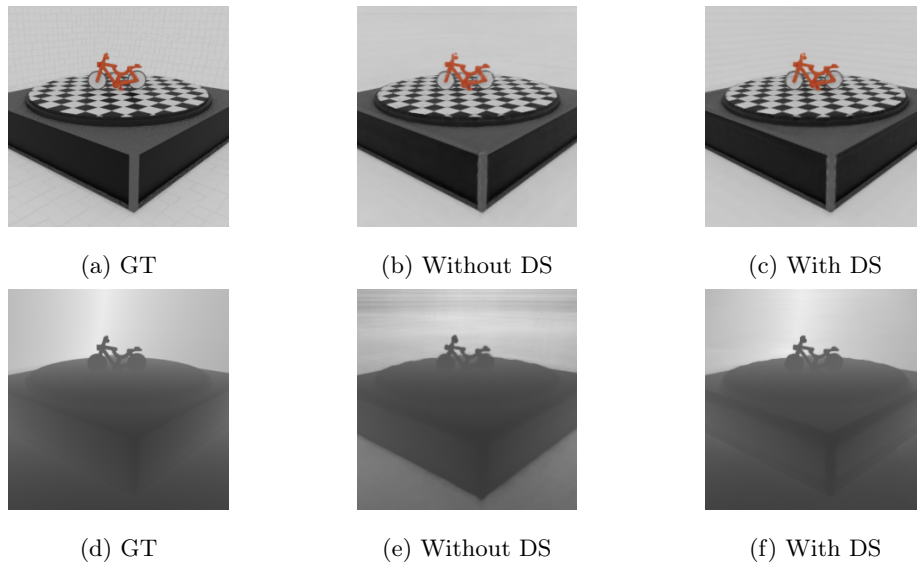 (a) GT
(b) Without DS
(c) With DS
(d) GT
(e) Without DS
(f) With DS